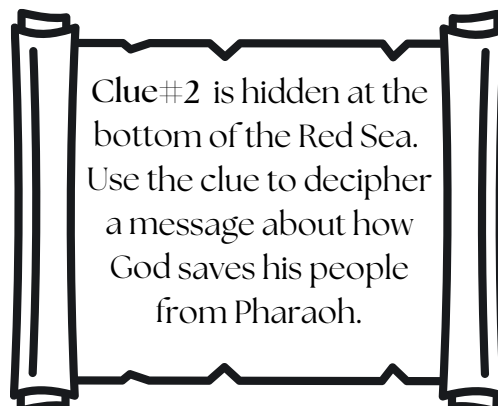 Clue#2 is hidden at the
bottom of the Red Sea.
Use the clue to decipher
a message about how
God saves his people
from Pharaoh.